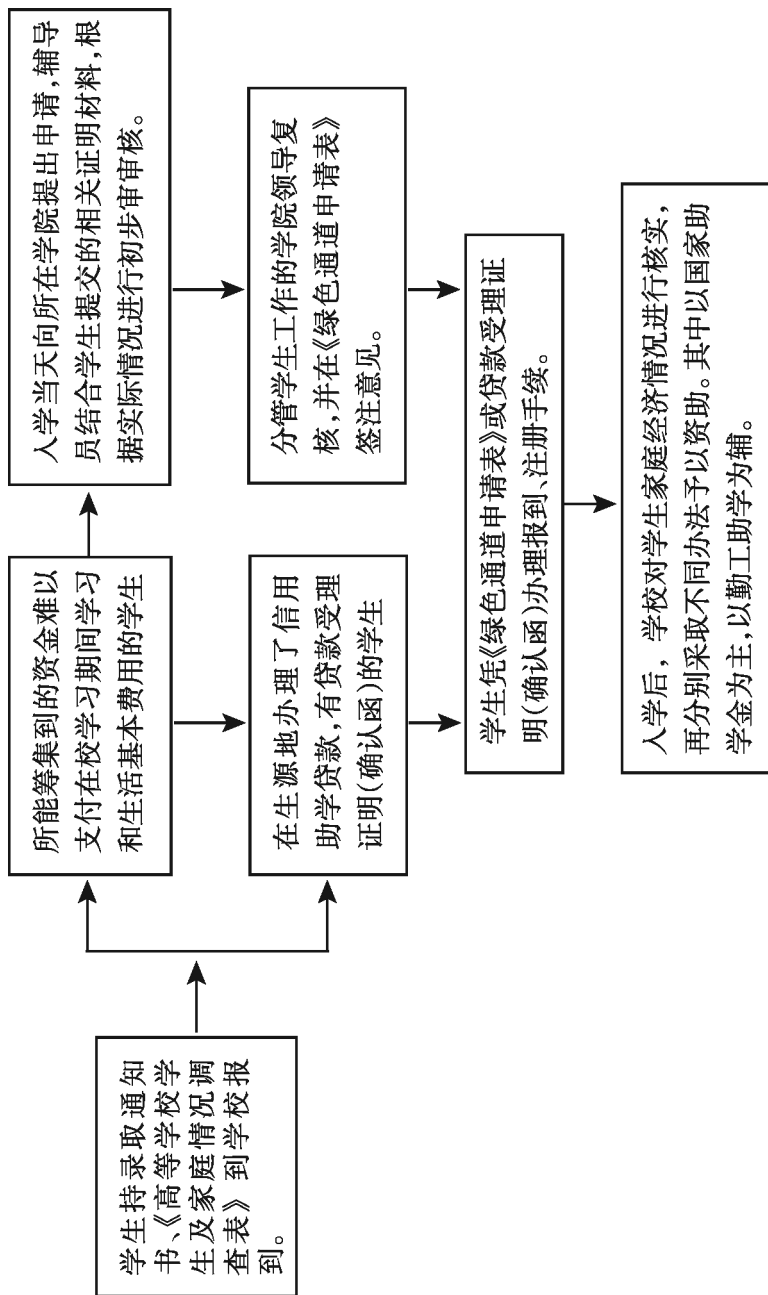 学生持录取通知
书、《高等学校学
生及家庭情况调
查表》到学校报
到。
所能筹集到的资金难以
支付在校学习期间学习
和生活基本费用的学生
入学当天向所在学院提出申请,辅导
员结合学生提交的相关证明材料,根
据实际情况进行初步审审核。
在生源地办理了信用
助学贷款,有贷款受理
证明(确认函)的学生
分管学生工作的学院领导复
核,并在《绿色通道申请表》
签注意见。
学生凭《绿色通道申请表》或贷款受理证
明(确认函)办理报到、注册手续。
入学后，学校对学生家庭经济情况进行核实,
再分别采取不同办法予以资助。其中以国家助
学金为主,以勤工助学为辅。